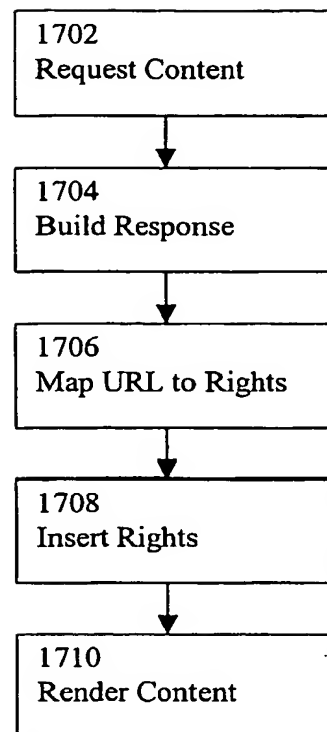 1702
Request Content
1704
Build Response
1706
Map URL to Rights
1708
Insert Rights
1710
Render Content